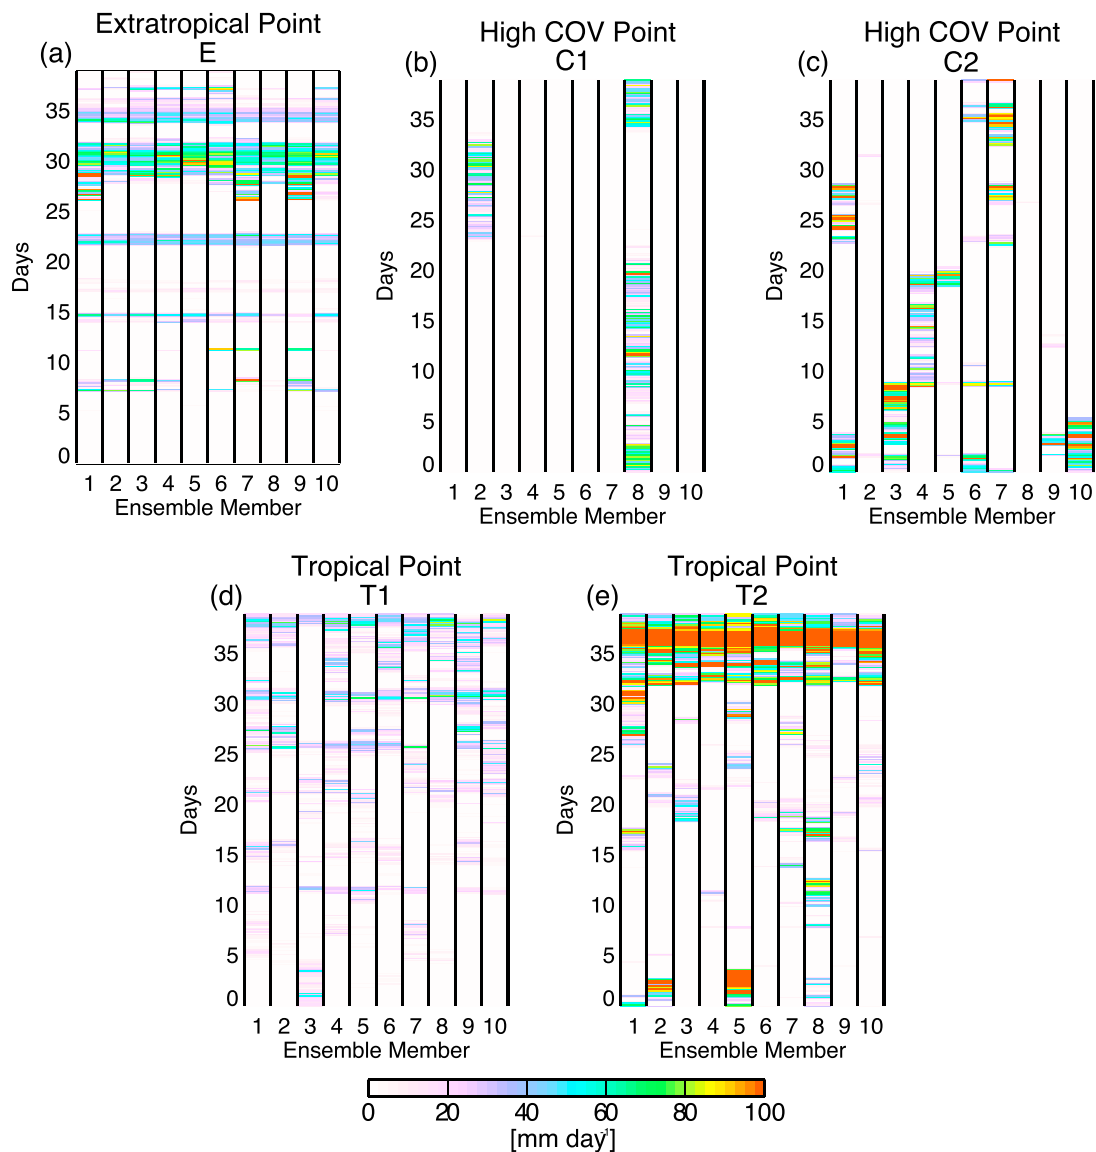 Extratropical Point
(a)
E
High COV Point
(b)
C1
High COV Point
(c)
C2
Days
35
30
25
20
15
10
5
0
1 2 3 4 5 6 7 8 9 10
Ensemble Member
Days
35
30
25
20
15
10
5
0
1 2 3 4 5 6 7 8 9 10
Ensemble Member
Days
35
30
25
20
15
10
5
0
1 2 3 4 5 6 7 8 9 10
Ensemble Member
Tropical Point
(d)
T1
Tropical Point
(e)
T2
Days
35
30
25
20
15
10
5
0
1 2 3 4 5 6 7 8 9 10
Ensemble Member
Days
35
30
25
20
15
10
5
0
1 2 3 4 5 6 7 8 9 10
Ensemble Member
0 20 40 60 80 100
[mm day⁻¹]